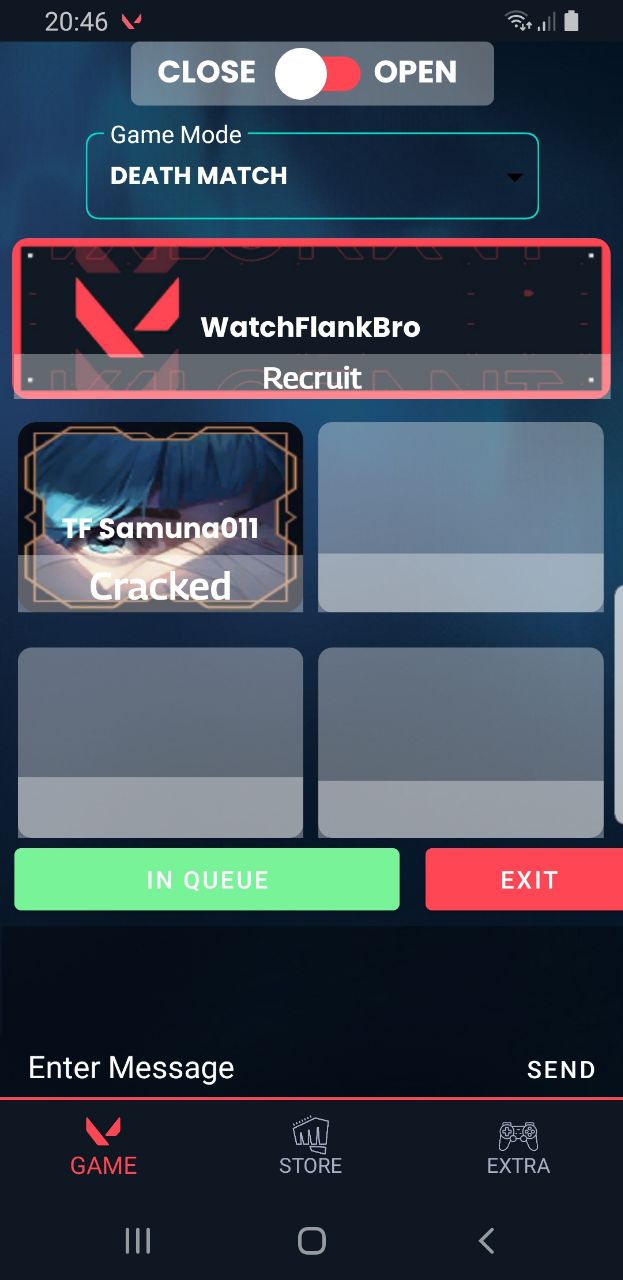 20:46
CLOSE OPEN
Game Mode
DEATH MATCH
WatchFlankBro
Recruit
TF Samuna011
Cracked
IN QUEUE EXIT
Enter Message SEND
GAME STORE EXTRA